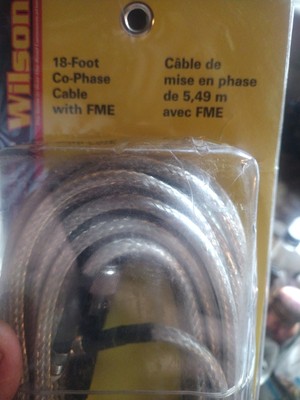 Wilson
18-Foot
Co-Phase
Cable
with FME
Câble de
mise en phase
de 5,49 m
avec FME